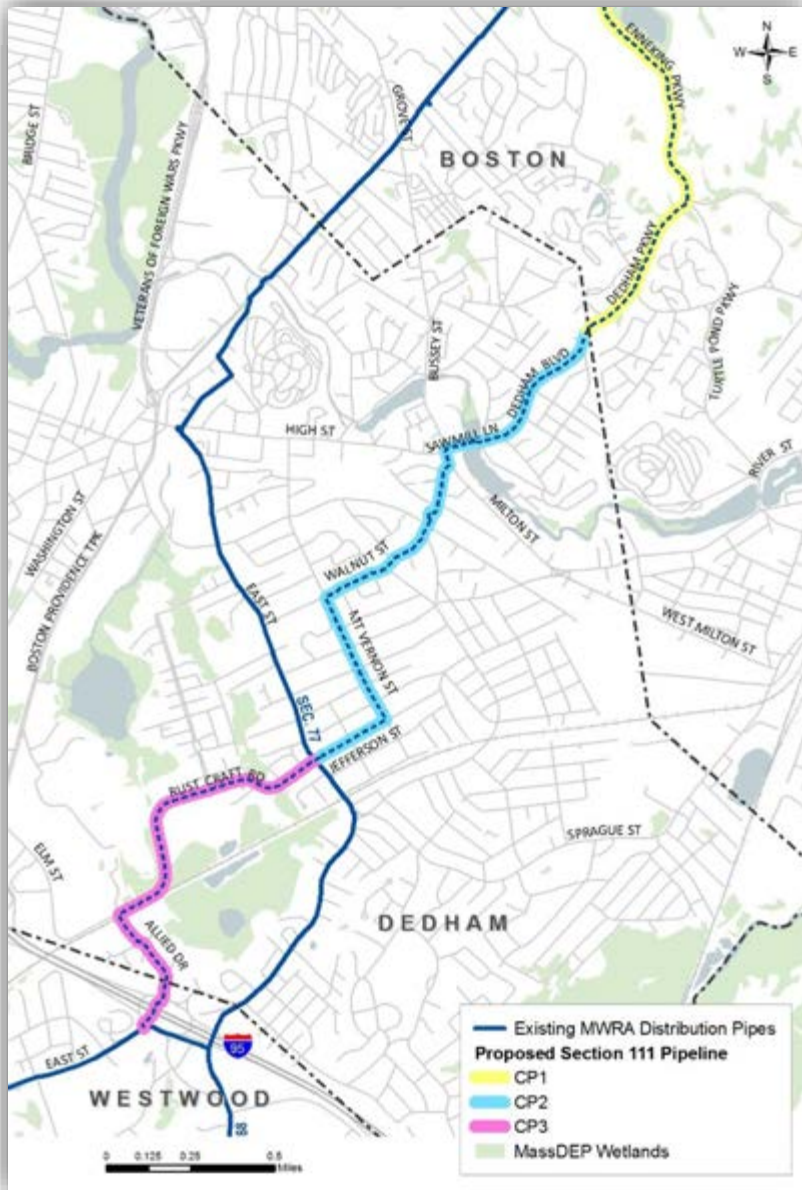 N
W E
S
ENNEKING PKWY
GROVE ST
BRIDGE ST
VETERANS OF FOREIGN WARS PKWY
BOSTON
DEDHAM PKWY
TURTLE POND PKWY
BUSSEY ST
DEDHAM BLVD
HIGH ST
SAWMILL LN
RIVER ST
MILTON ST
WASHINGTON ST
BOSTON PROVIDENCE TPK
WALNUT ST
EAST ST
MT VERNON ST
WEST MILTON ST
SEC. 77
JEFFERSON ST
RUST CRAFT RD
SPRAGUE ST
ELM ST
DEDHAM
ALLIED DR
95
EAST ST
WESTWOOD
88
0 0.125 0.25 0.5
Miles
Existing MWRA Distribution Pipes
Proposed Section 111 Pipeline
CP1
CP2
CP3
MassDEP Wetlands